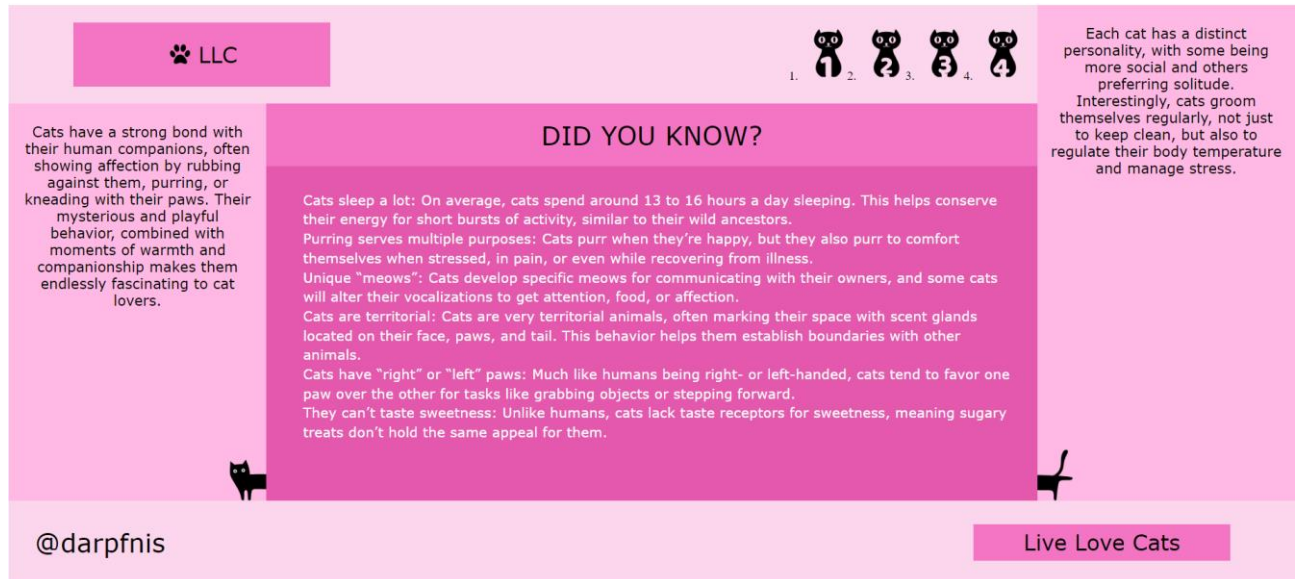 LLC
1. 1 2. 2 3. 3 4. 4
Cats have a strong bond with
their human companions, often
showing affection by rubbing
against them, purring, or
kneading with their paws. Their
mysterious and playful
behavior, combined with
moments of warmth and
companionship makes them
endlessly fascinating to cat
lovers.
DID YOU KNOW?
Cats sleep a lot: On average, cats spend around 13 to 16 hours a day sleeping. This helps conserve
their energy for short bursts of activity, similar to their wild ancestors.
Purring serves multiple purposes: Cats purr when they’re happy, but they also purr to comfort
themselves when stressed, in pain, or even while recovering from illness.
Unique “meows”: Cats develop specific meows for communicating with their owners, and some cats
will alter their vocalizations to get attention, food, or affection.
Cats are territorial: Cats are very territorial animals, often marking their space with scent glands
located on their face, paws, and tail. This behavior helps them establish boundaries with other
animals.
Cats have “right” or “left” paws: Much like humans being right- or left-handed, cats tend to favor one
paw over the other for tasks like grabbing objects or stepping forward.
They can’t taste sweetness: Unlike humans, cats lack taste receptors for sweetness, meaning sugary
treats don’t hold the same appeal for them.
Each cat has a distinct
personality, with some being
more social and others
preferring solitude.
Interestingly, cats groom
themselves regularly, not just
to keep clean, but also to
regulate their body temperature
and manage stress.
@darpfnis
Live Love Cats